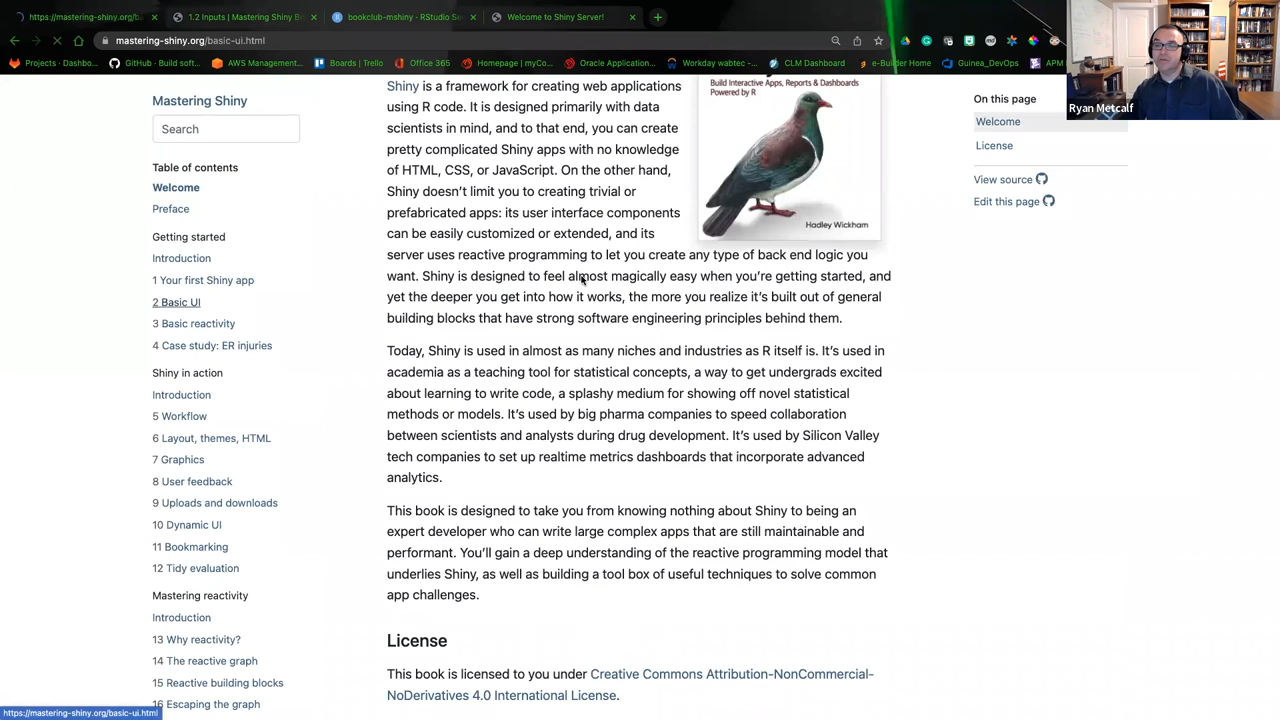 https://mastering-shiny.org/ba
1.2 Inputs | Mastering Shiny B
bookclub-mshiny · RStudio Se
Welcome to Shiny Server!
mastering-shiny.org/basic-ui.html
Projects · Dashbo...
GitHub · Build soft...
AWS Management...
Boards | Trello
Office 365
Homepage | myCo...
Oracle Application...
Workday wabtec -...
CLM Dashboard
e-Builder Home
Guinea_DevOps
APM
Ryan Metcalf
Mastering Shiny
Search
Table of contents
Welcome
Preface
Getting started
Introduction
1 Your first Shiny app
2 Basic UI
3 Basic reactivity
4 Case study: ER injuries
Shiny in action
Introduction
5 Workflow
6 Layout, themes, HTML
7 Graphics
8 User feedback
9 Uploads and downloads
10 Dynamic UI
11 Bookmarking
12 Tidy evaluation
Mastering reactivity
Introduction
13 Why reactivity?
14 The reactive graph
15 Reactive building blocks
16 Escaping the graph
Shiny is a framework for creating web applications
using R code. It is designed primarily with data
scientists in mind, and to that end, you can create
pretty complicated Shiny apps with no knowledge
of HTML, CSS, or JavaScript. On the other hand,
Shiny doesn't limit you to creating trivial or
prefabricated apps: its user interface components
can be easily customized or extended, and its
server uses reactive programming to let you create any type of back end logic you
want. Shiny is designed to feel almost magically easy when you're getting started, and
yet the deeper you get into how it works, the more you realize it's built out of general
building blocks that have strong software engineering principles behind them.
Build Interactive Apps, Reports & Dashboards
Powered by R
Hadley Wickham
Today, Shiny is used in almost as many niches and industries as R itself is. It's used in
academia as a teaching tool for statistical concepts, a way to get undergrads excited
about learning to write code, a splashy medium for showing off novel statistical
methods or models. It's used by big pharma companies to speed collaboration
between scientists and analysts during drug development. It's used by Silicon Valley
tech companies to set up realtime metrics dashboards that incorporate advanced
analytics.
This book is designed to take you from knowing nothing about Shiny to being an
expert developer who can write large complex apps that are still maintainable and
performant. You'll gain a deep understanding of the reactive programming model that
underlies Shiny, as well as building a tool box of useful techniques to solve common
app challenges.
License
This book is licensed to you under Creative Commons Attribution-NonCommercial-
NoDerivatives 4.0 International License.
On this page
Welcome
License
View source
Edit this page
https://mastering-shiny.org/basic-ui.html